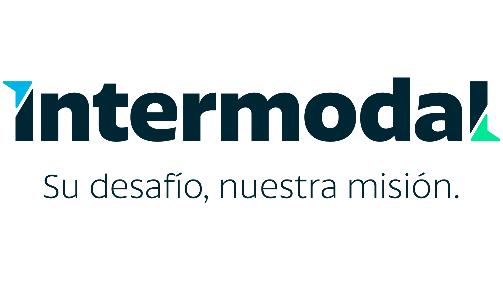 intermodal
Su desafío, nuestra misión.